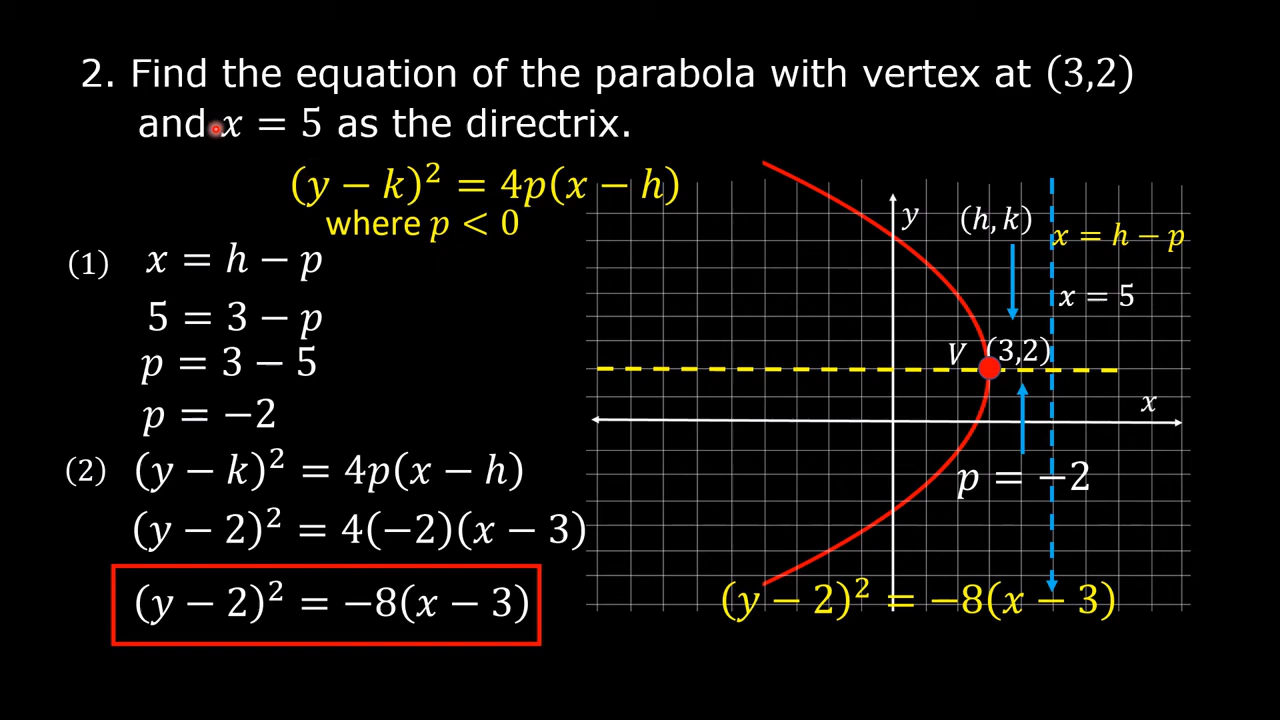 2. Find the equation of the parabola with vertex at (3,2)
and x = 5 as the directrix.
(y − k)² = 4p(x − h)
where p < 0
(1) x = h − p
5 = 3 − p
p = 3 − 5
p = −2
(2) (y − k)² = 4p(x − h)
(y − 2)² = 4(−2)(x − 3)
(y − 2)² = −8(x − 3)
y
(h, k)
x = h − p
x = 5
V (3,2)
x
p = −2
(y − 2)² = −8(x − 3)